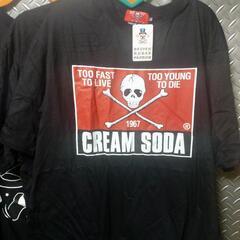 TOO FAST TOO YOUNG
TO LIVE TO DIE
1967
®
CREAM SODA